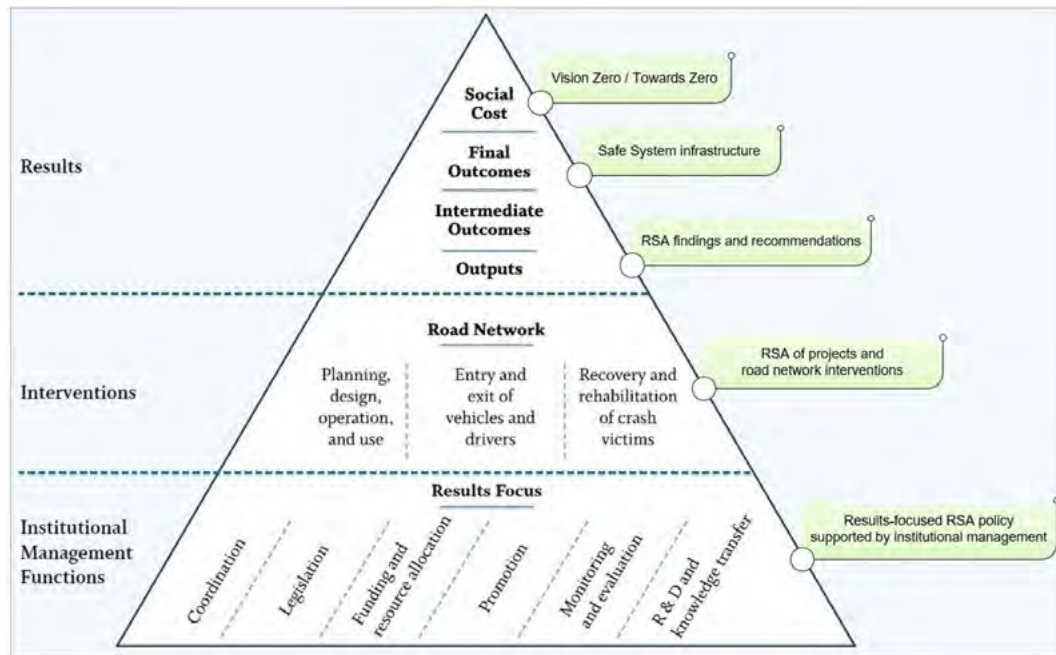 Vision Zero / Towards Zero
Social
Cost
Safe System infrastructure
Results
Final
Outcomes
Intermediate
Outcomes
RSA findings and recommendations
Outputs
Road Network
RSA of projects and
road network interventions
Interventions
Planning,
design,
operation,
and use
Entry and
exit of
vehicles and
drivers
Recovery and
rehabilitation
of crash
victims
Results Focus
Institutional
Management
Functions
Results-focused RSA policy
supported by institutional management
Coordination
Legislation
Funding and
resource allocation
Promotion
Monitoring
and evaluation
R & D and
knowledge transfer